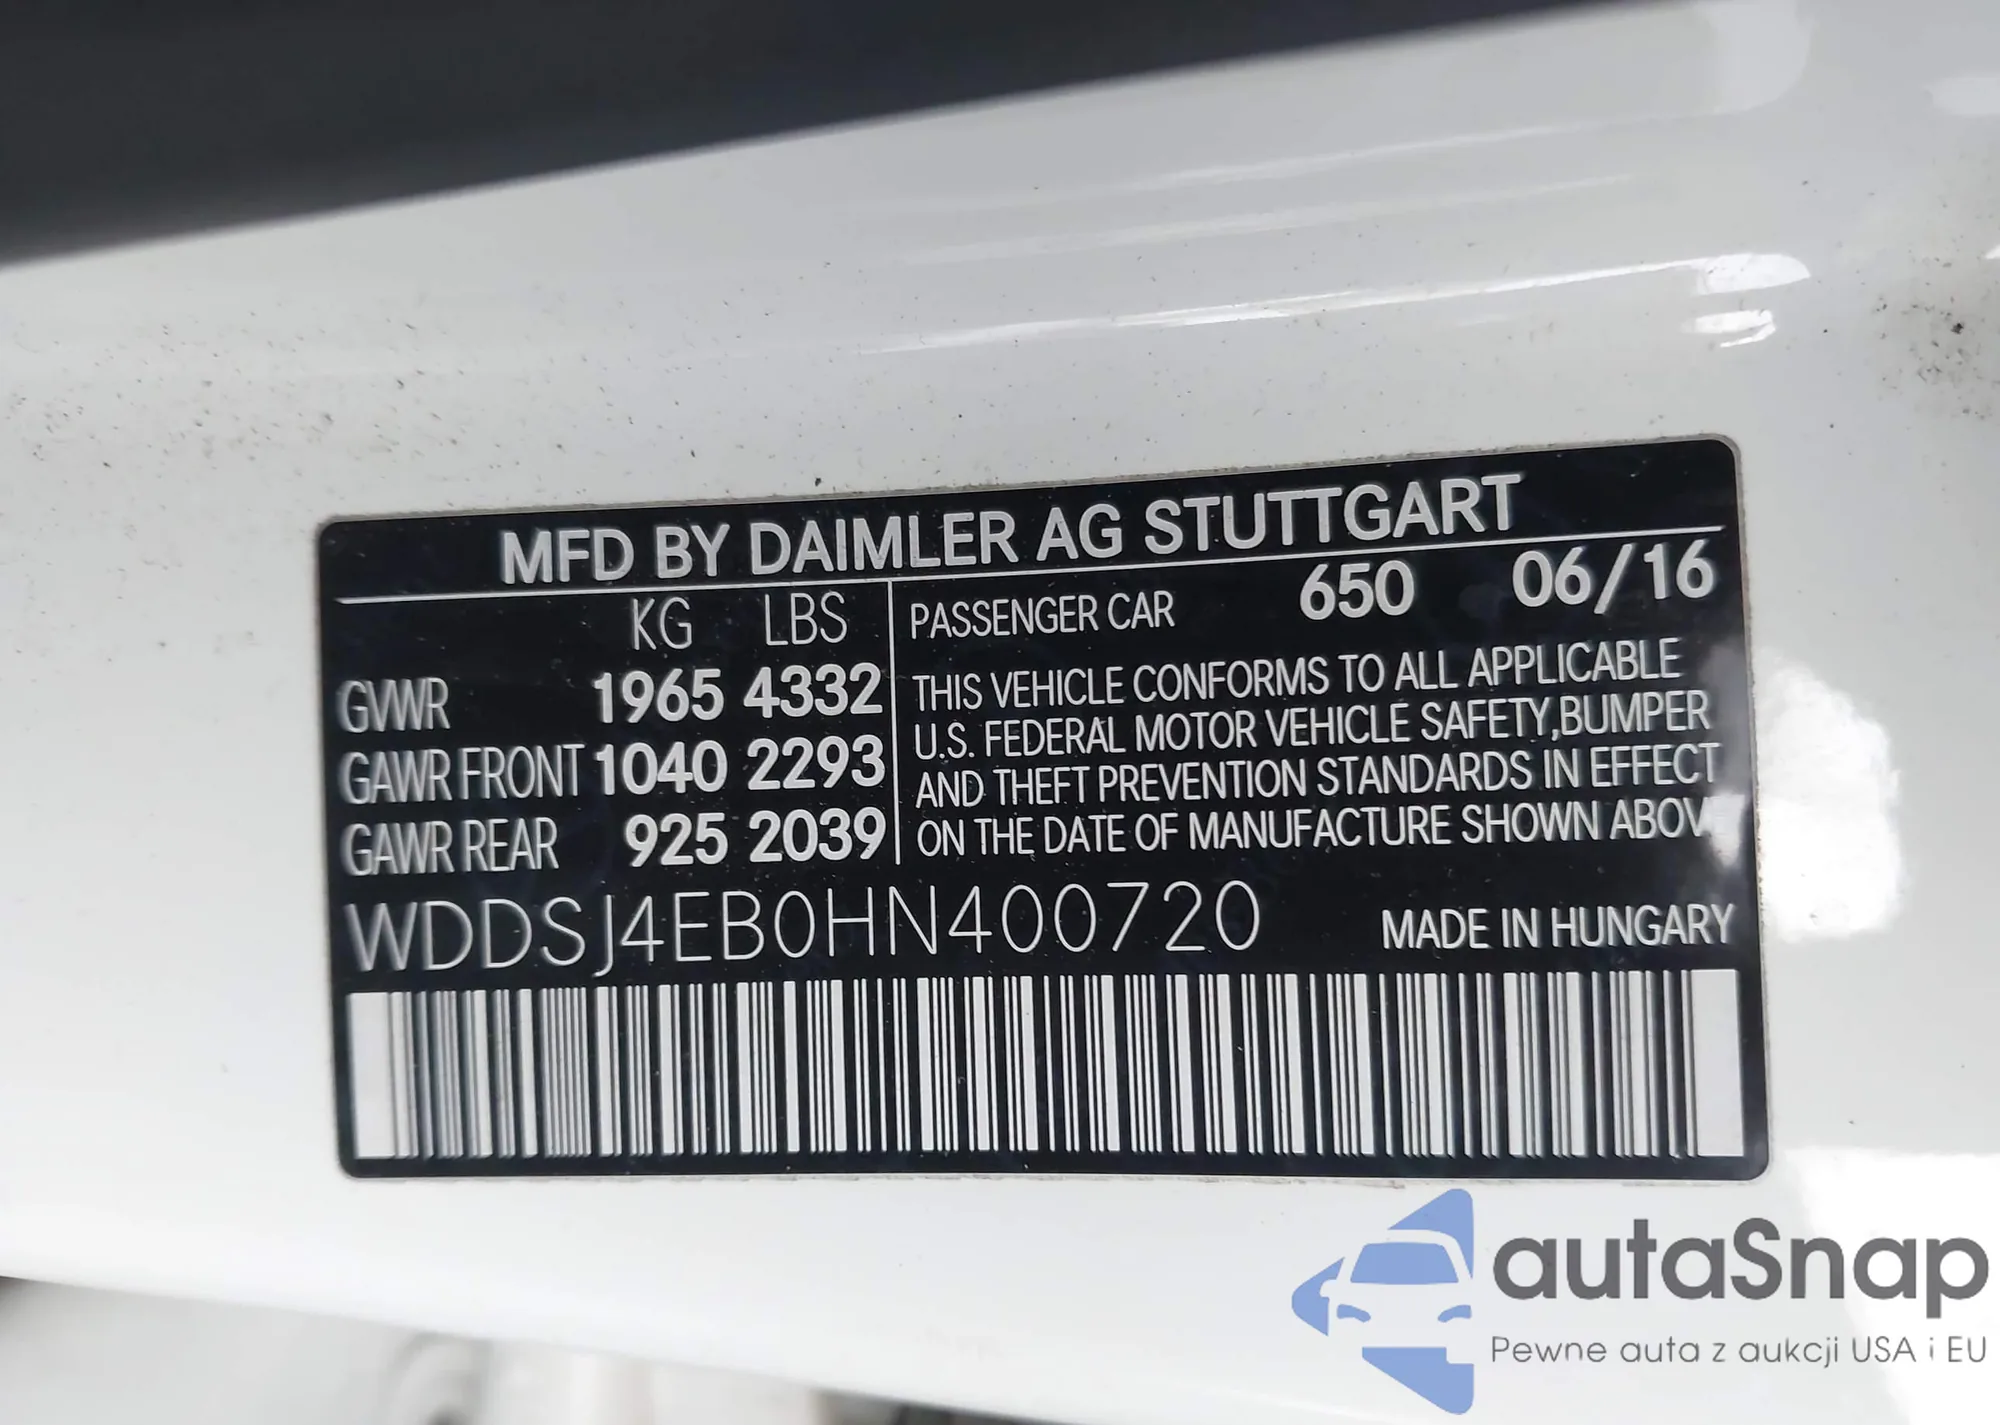 MFD BY DAIMLER AG STUTTGART
KG LBS
GVWR 1965 4332
GAWR FRONT 1040 2293
GAWR REAR 925 2039
PASSENGER CAR 650 06/16
THIS VEHICLE CONFORMS TO ALL APPLICABLE
U.S. FEDERAL MOTOR VEHICLE SAFETY,BUMPER
AND THEFT PREVENTION STANDARDS IN EFFECT
ON THE DATE OF MANUFACTURE SHOWN ABOVE
WDDSJ4EB0HN400720 MADE IN HUNGARY
autaSnap
Pewne auta z aukcji USA i EU